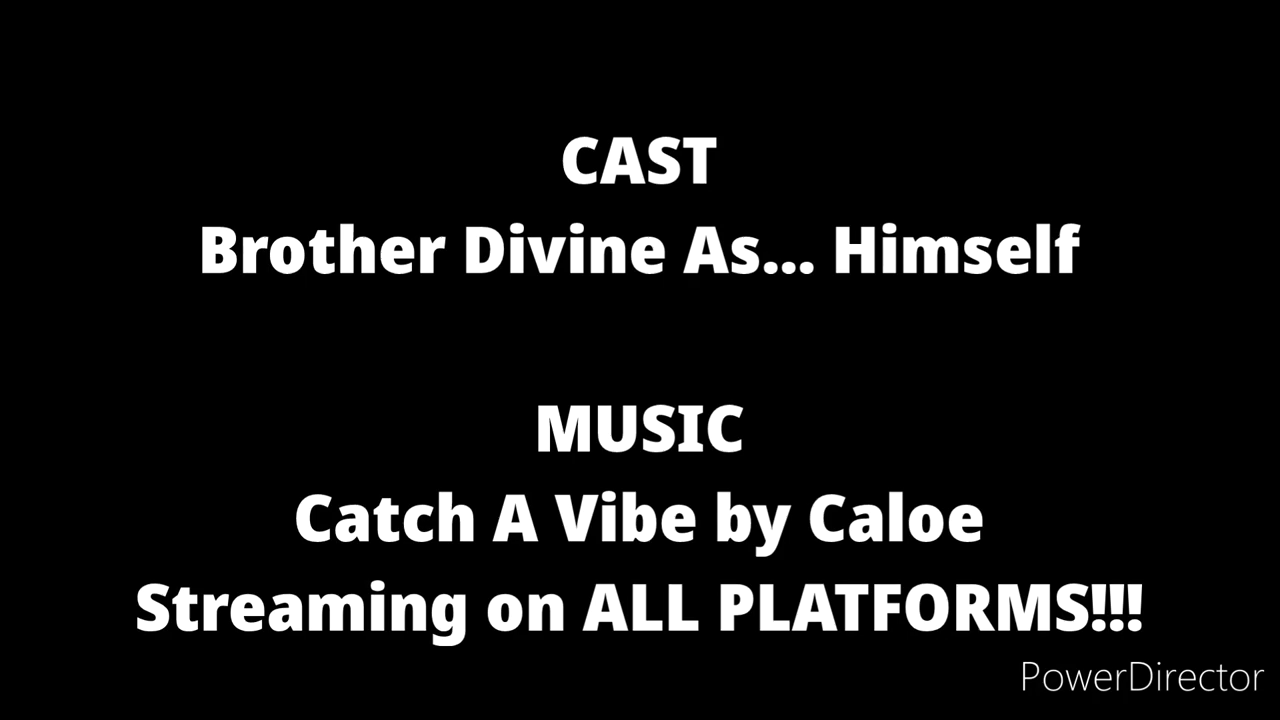 CAST
Brother Divine As... Himself
MUSIC
Catch A Vibe by Caloe
Streaming on ALL PLATFORMS!!!
PowerDirector